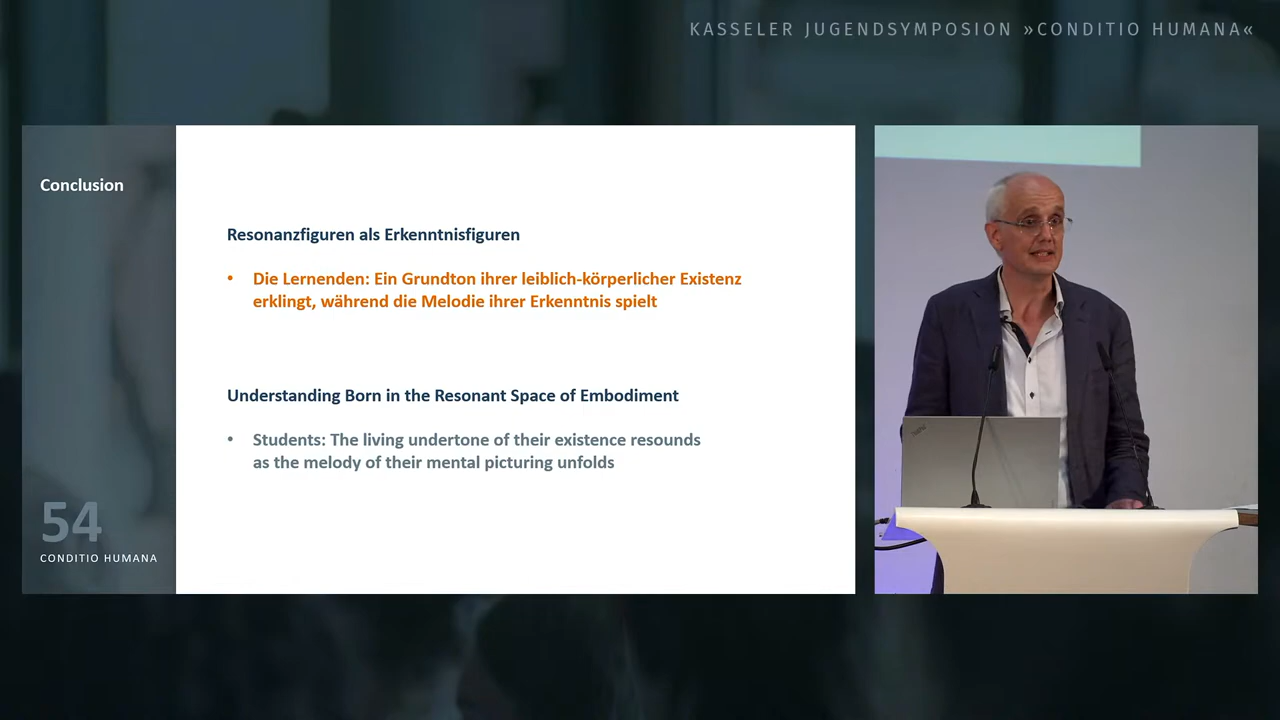 KASSELER JUGENDSYMPOSION »CONDITIO HUMANA«
Conclusion
Resonanzfiguren als Erkenntnisfiguren
• Die Lernenden: Ein Grundton ihrer leiblich-körperlicher Existenz
erklingt, während die Melodie ihrer Erkenntnis spielt
Understanding Born in the Resonant Space of Embodiment
• Students: The living undertone of their existence resounds
as the melody of their mental picturing unfolds
54
CONDITIO HUMANA